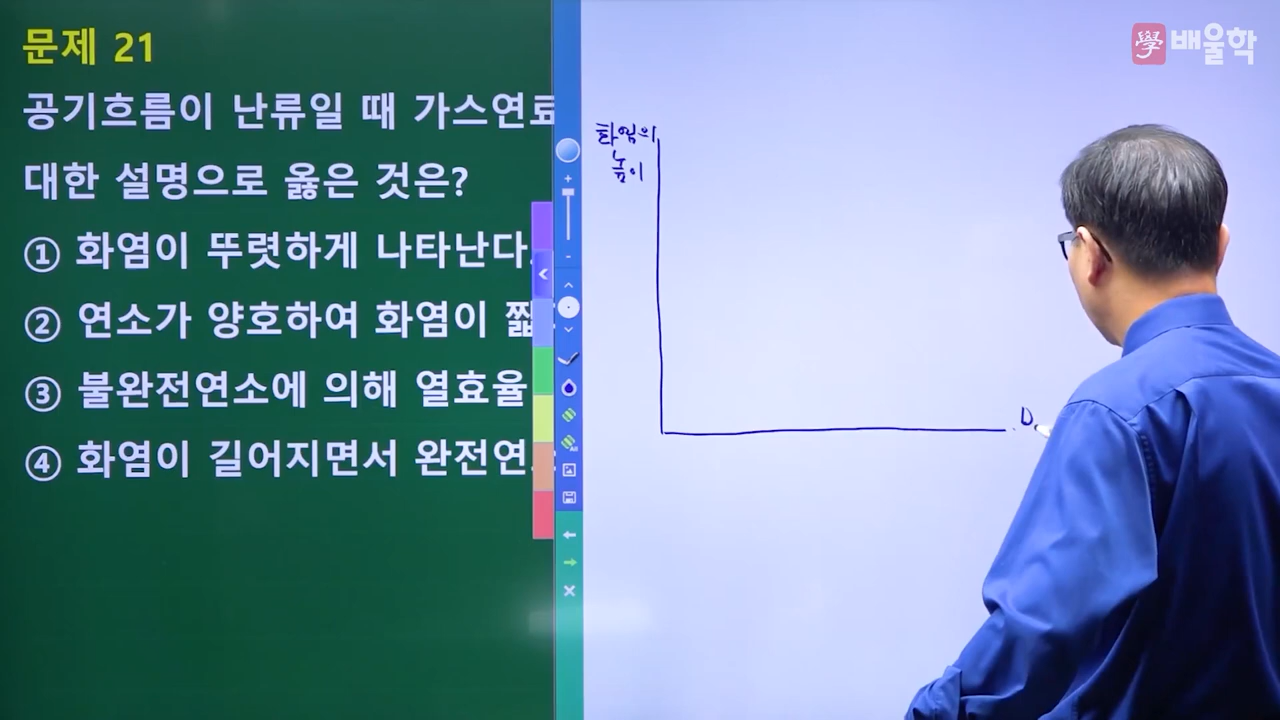 문제 21
공기흐름이 난류일 때 가스연료
대한 설명으로 옳은 것은?
① 화염이 뚜렷하게 나타난다.
② 연소가 양호하여 화염이 짧
③ 불완전연소에 의해 열효율
④ 화염이 길어지면서 완전연
화염의
높이
D
學 배울학